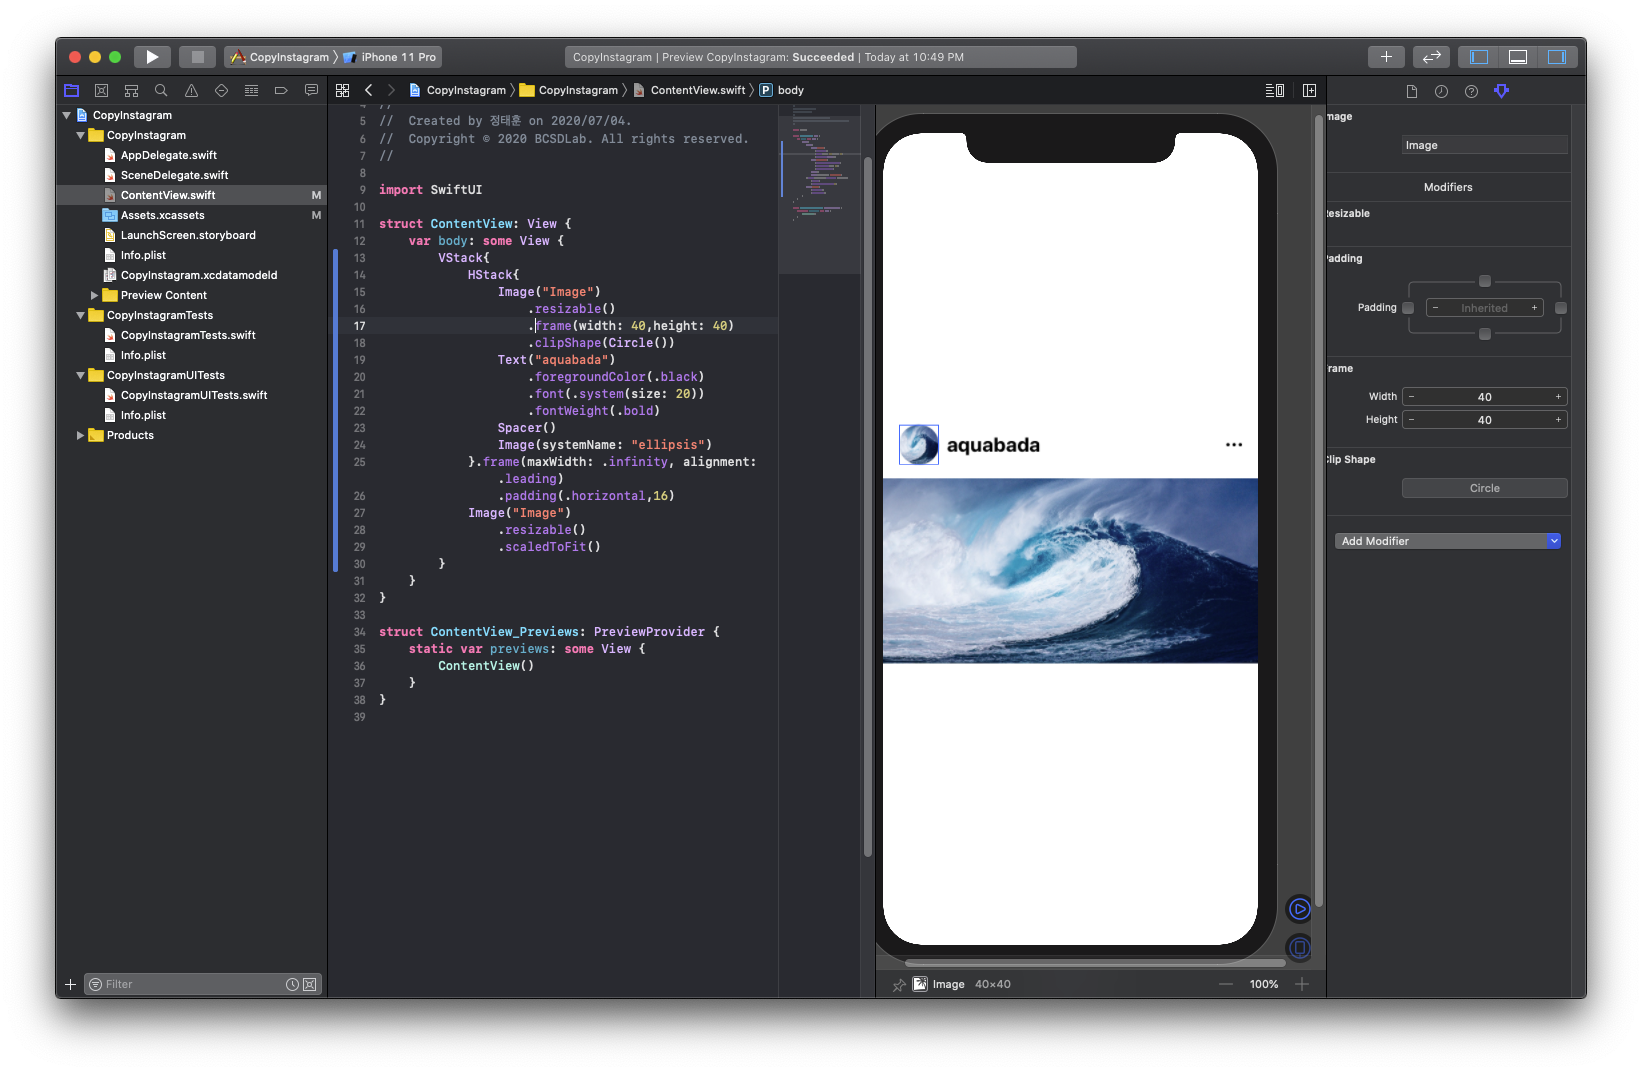 CopyInstagram 〉 iPhone 11 Pro
CopyInstagram | Preview CopyInstagram: Succeeded | Today at 10:49 PM
CopyInstagram 〉 CopyInstagram 〉 ContentView.swift 〉 P body
CopyInstagram
CopyInstagram
AppDelegate.swift
SceneDelegate.swift
ContentView.swift M
Assets.xcassets M
LaunchScreen.storyboard
Info.plist
CopyInstagram.xcdatamodeld
Preview Content
CopyInstagramTests
CopyInstagramTests.swift
Info.plist
CopyInstagramUITests
CopyInstagramUITests.swift
Info.plist
Products
Filter
4 //
5 //  Created by 정태훈 on 2020/07/04.
6 //  Copyright © 2020 BCSDLab. All rights reserved.
7 //
8
9 import SwiftUI
10
11 struct ContentView: View {
12     var body: some View {
13         VStack{
14             HStack{
15                 Image("Image")
16                     .resizable()
17                     .frame(width: 40,height: 40)
18                     .clipShape(Circle())
19                 Text("aquabada")
20                     .foregroundColor(.black)
21                     .font(.system(size: 20))
22                     .fontWeight(.bold)
23                 Spacer()
24                 Image(systemName: "ellipsis")
25             }.frame(maxWidth: .infinity, alignment:
                .leading)
26                 .padding(.horizontal,16)
27             Image("Image")
28                 .resizable()
29                 .scaledToFit()
30         }
31     }
32 }
33
34 struct ContentView_Previews: PreviewProvider {
35     static var previews: some View {
36         ContentView()
37     }
38 }
39
aquabada
Image 40×40
100%
mage
Image
Modifiers
Resizable
Padding
Padding − Inherited +
Frame
Width − 40 +
Height − 40 +
Clip Shape
Circle
Add Modifier